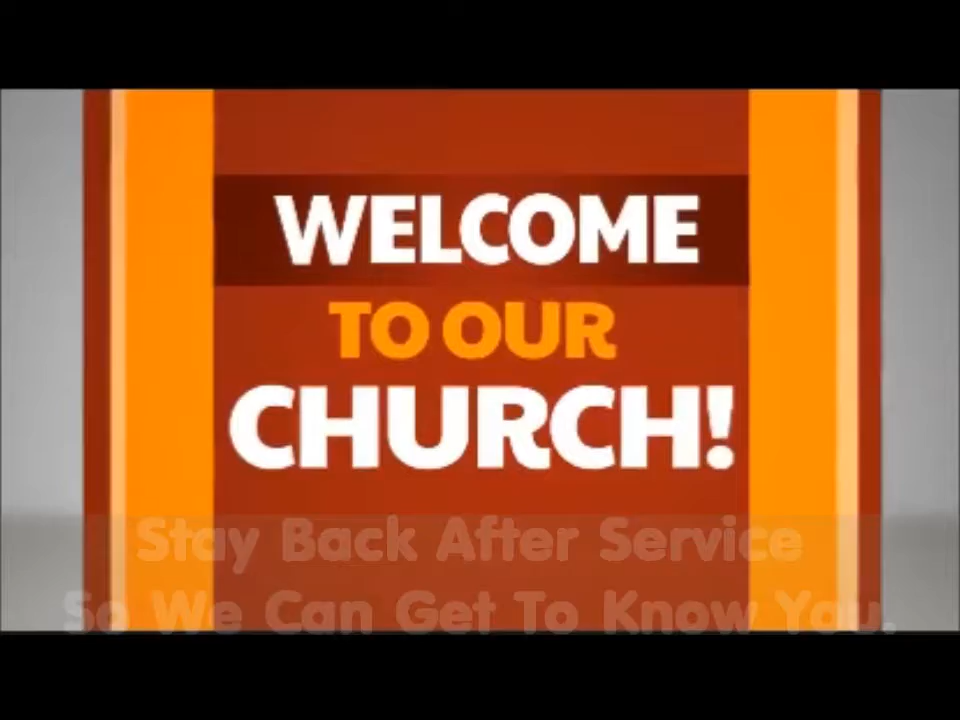 WELCOME
TO OUR
CHURCH!
Stay Back After Service
So We Can Get To Know You.